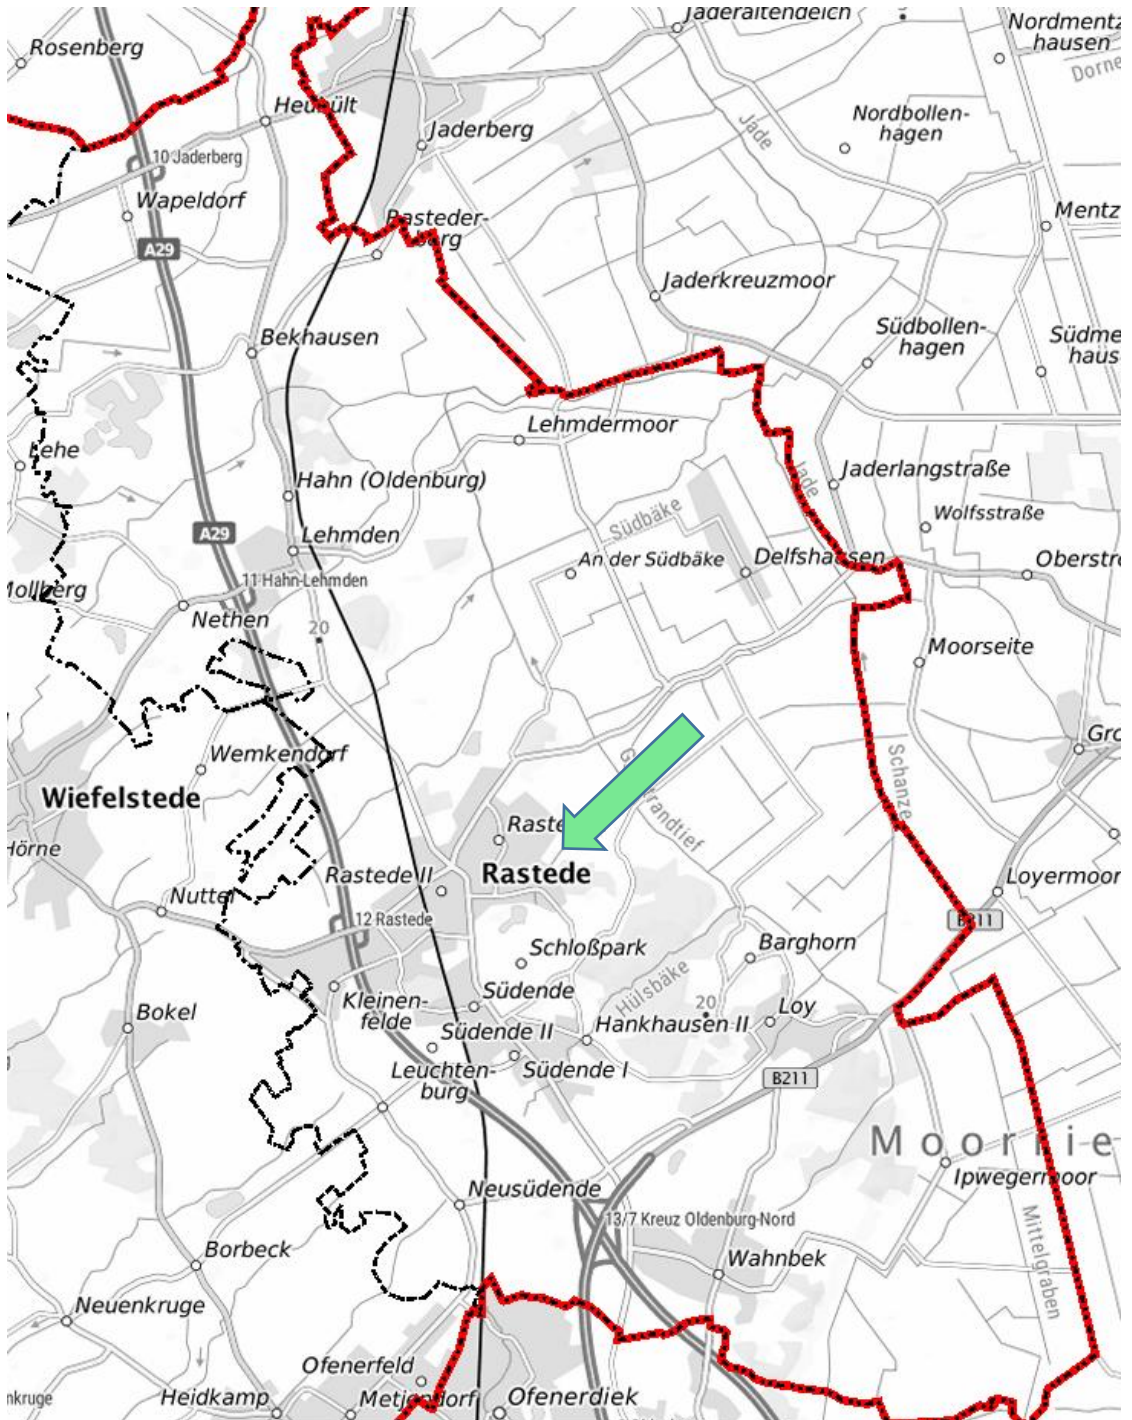 Jaderaltendeich
Nordmentz
hausen
Rosenberg
Dorne
Heubült
Nordbollen-
hagen
Jade
Jaderberg
10 Jaderberg
Wapeldorf
Mentz
Rasteder-
berg
A29
Jaderkreuzmoor
Bekhausen
Südbollen-
hagen
Südme
haus
Lehmdermoor
Lehe
Hahn (Oldenburg)
Jade
Jaderlangstraße
Südbäke
Wolfsstraße
A29
Lehmden
An der Südbäke
Delfshausen
Oberstr
11 Hahn-Lehmden
Mollberg
Nethen
20
Moorseite
Gro
Wemkendorf
Schanze
Wiefelstede
Raste
Hörne
Rastede II
Rastede
Loyermoor
Nuttel
12 Rastede
B211
Schloßpark
Barghorn
Hülsbäke
20
Kleinen-
felde
Südende
Bokel
Loy
Südende II
Hankhausen II
Leuchten-
burg
Südende I
B211
Ipwegermoor
Neusüdende
13/7 Kreuz Oldenburg-Nord
Mittelgraben
Borbeck
Wahnbek
Neuenkruge
Ofenerfeld
nkruge
Heidkamp
Metjendorf
Ofenerdiek